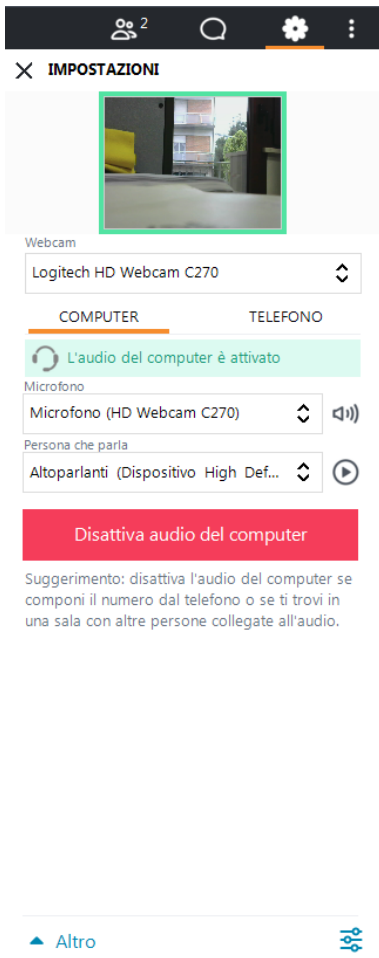 2
IMPOSTAZIONI
Webcam
Logitech HD Webcam C270
COMPUTER TELEFONO
L'audio del computer è attivato
Microfono
Microfono (HD Webcam C270)
Persona che parla
Altoparlanti (Dispositivo High Def...
Disattiva audio del computer
Suggerimento: disattiva l'audio del computer se
componi il numero dal telefono o se ti trovi in
una sala con altre persone collegate all'audio.
Altro